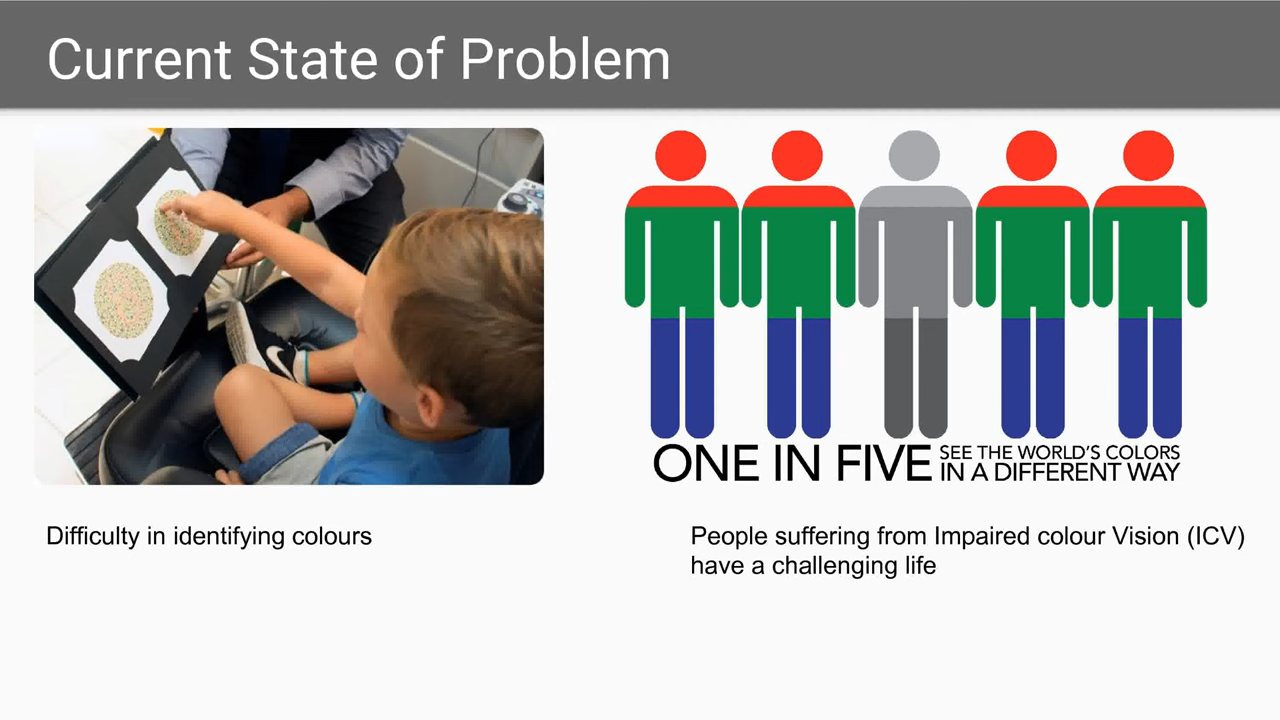 Current State of Problem
ONE IN FIVE SEE THE WORLD'S COLORS
IN A DIFFERENT WAY
Difficulty in identifying colours
People suffering from Impaired colour Vision (ICV)
have a challenging life